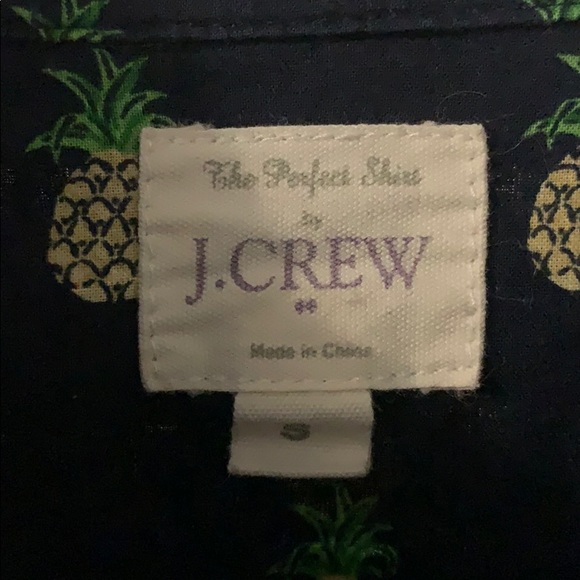 The Perfect Shirt
by
J.CREW
Made in China
S